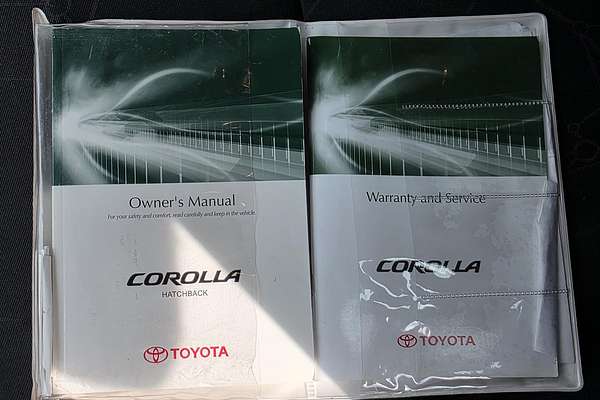 Owner's Manual
For your safety and comfort, read carefully and keep in the vehicle.
COROLLA
HATCHBACK
TOYOTA
Warranty and Service
COROLLA
TOYOTA